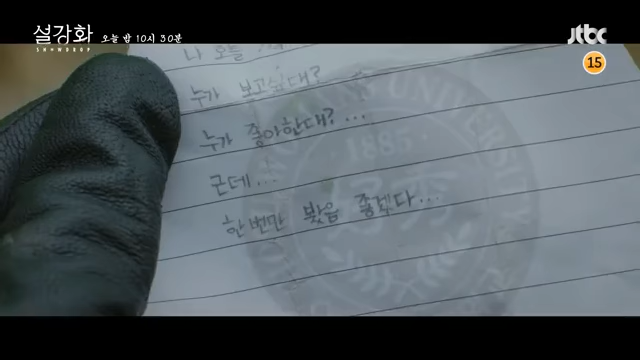 설강화 오늘 밤 10시 30분
SNOWDROP
jtbc
15
나 오늘
누가 보고싶대?
누가 좋아한대?...
근데...
한번만 봤음 좋겠다...
UNIVERSITY
1885